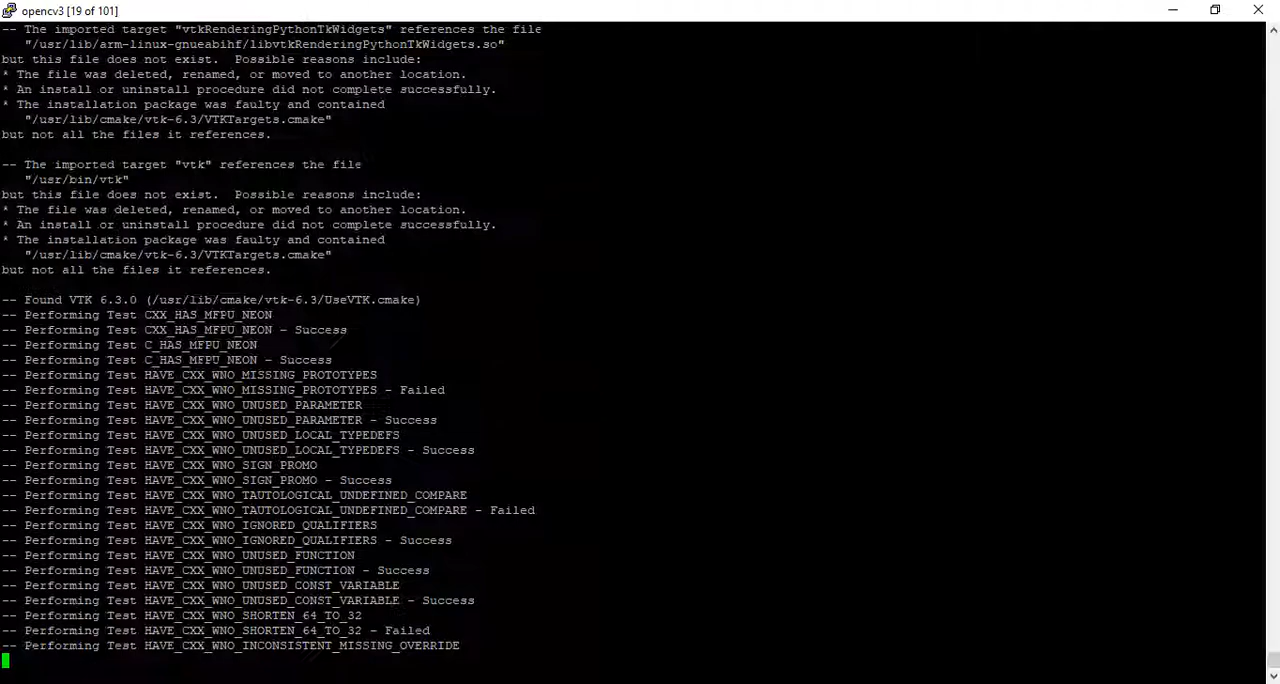 opencv3 [19 of 101]
-- The imported target "vtkRenderingPythonTkWidgets" references the file
"/usr/lib/arm-linux-gnueabihf/libvtkRenderingPythonTkWidgets.so"
but this file does not exist.  Possible reasons include:
* The file was deleted, renamed, or moved to another location.
* An install or uninstall procedure did not complete successfully.
* The installation package was faulty and contained
"/usr/lib/cmake/vtk-6.3/VTKTargets.cmake"
but not all the files it references.
-- The imported target "vtk" references the file
"/usr/bin/vtk"
but this file does not exist.  Possible reasons include:
* The file was deleted, renamed, or moved to another location.
* An install or uninstall procedure did not complete successfully.
* The installation package was faulty and contained
"/usr/lib/cmake/vtk-6.3/VTKTargets.cmake"
but not all the files it references.
-- Found VTK 6.3.0 (/usr/lib/cmake/vtk-6.3/UseVTK.cmake)
-- Performing Test CXX_HAS_MFPU_NEON
-- Performing Test CXX_HAS_MFPU_NEON - Success
-- Performing Test C_HAS_MFPU_NEON
-- Performing Test C_HAS_MFPU_NEON - Success
-- Performing Test HAVE_CXX_WNO_MISSING_PROTOTYPES
-- Performing Test HAVE_CXX_WNO_MISSING_PROTOTYPES - Failed
-- Performing Test HAVE_CXX_WNO_UNUSED_PARAMETER
-- Performing Test HAVE_CXX_WNO_UNUSED_PARAMETER - Success
-- Performing Test HAVE_CXX_WNO_UNUSED_LOCAL_TYPEDEFS
-- Performing Test HAVE_CXX_WNO_UNUSED_LOCAL_TYPEDEFS - Success
-- Performing Test HAVE_CXX_WNO_SIGN_PROMO
-- Performing Test HAVE_CXX_WNO_SIGN_PROMO - Success
-- Performing Test HAVE_CXX_WNO_TAUTOLOGICAL_UNDEFINED_COMPARE
-- Performing Test HAVE_CXX_WNO_TAUTOLOGICAL_UNDEFINED_COMPARE - Failed
-- Performing Test HAVE_CXX_WNO_IGNORED_QUALIFIERS
-- Performing Test HAVE_CXX_WNO_IGNORED_QUALIFIERS - Success
-- Performing Test HAVE_CXX_WNO_UNUSED_FUNCTION
-- Performing Test HAVE_CXX_WNO_UNUSED_FUNCTION - Success
-- Performing Test HAVE_CXX_WNO_UNUSED_CONST_VARIABLE
-- Performing Test HAVE_CXX_WNO_UNUSED_CONST_VARIABLE - Success
-- Performing Test HAVE_CXX_WNO_SHORTEN_64_TO_32
-- Performing Test HAVE_CXX_WNO_SHORTEN_64_TO_32 - Failed
-- Performing Test HAVE_CXX_WNO_INCONSISTENT_MISSING_OVERRIDE